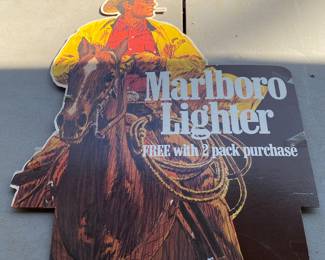 Marlboro
Lighter
FREE with 2 pack purchase